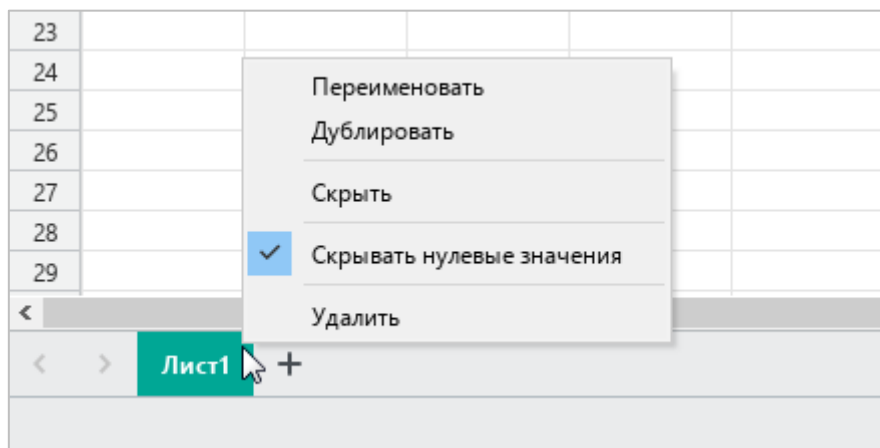 23
24
Переименовать
25
Дублировать
26
27
Скрыть
28
Скрывать нулевые значения
29
Удалить
Лист1